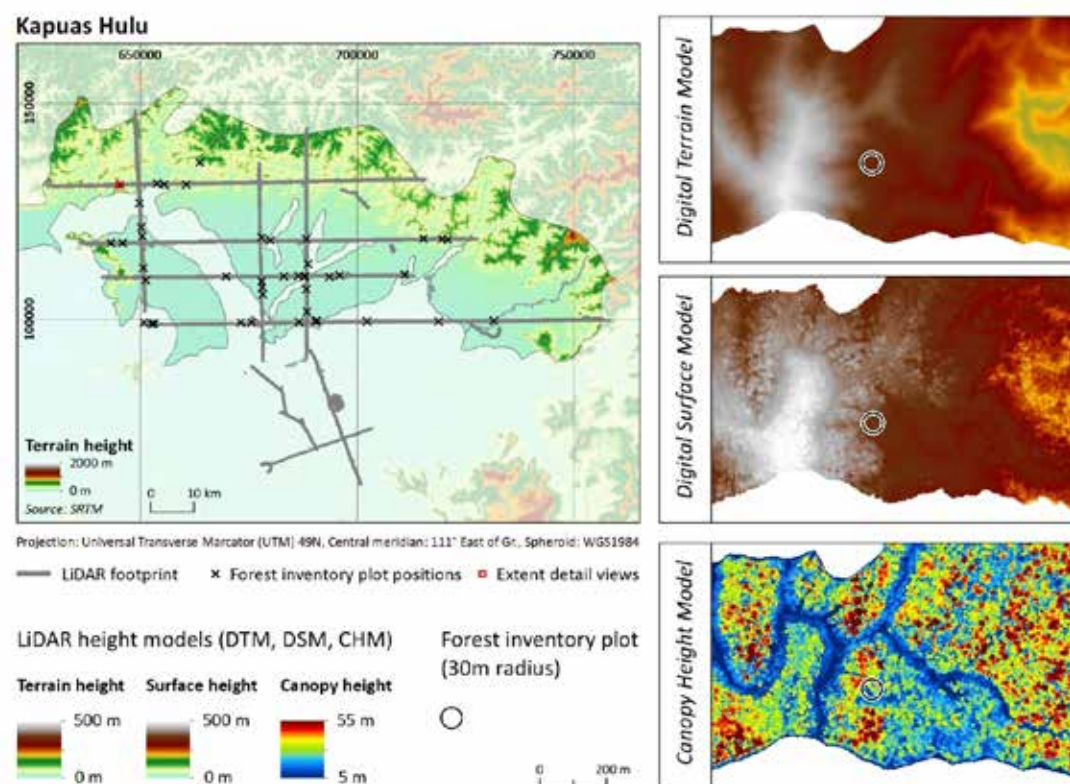 Kapuas Hulu
650000
700000
750000
150000
100000
Terrain height
2000 m
0 m
Source: SRTM
0 10 km
Projection: Universal Transverse Marcator (UTM) 49N, Central meridian: 111° East of Gr., Spheroid: WGS1984
LiDAR footprint
Forest inventory plot positions
Extent detail views
LiDAR height models (DTM, DSM, CHM)
Terrain height
500 m
0 m
Surface height
500 m
0 m
Canopy height
55 m
5 m
Forest inventory plot
(30m radius)
0 200 m
Digital Terrain Model
Digital Surface Model
Canopy Height Model